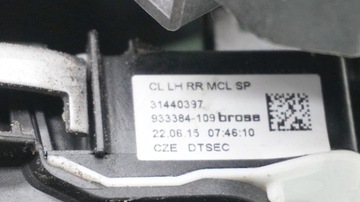 CL LH RR MCL SP
31440397
933384-109 brose
22.06.15 07:46:10
CZE DTSEC